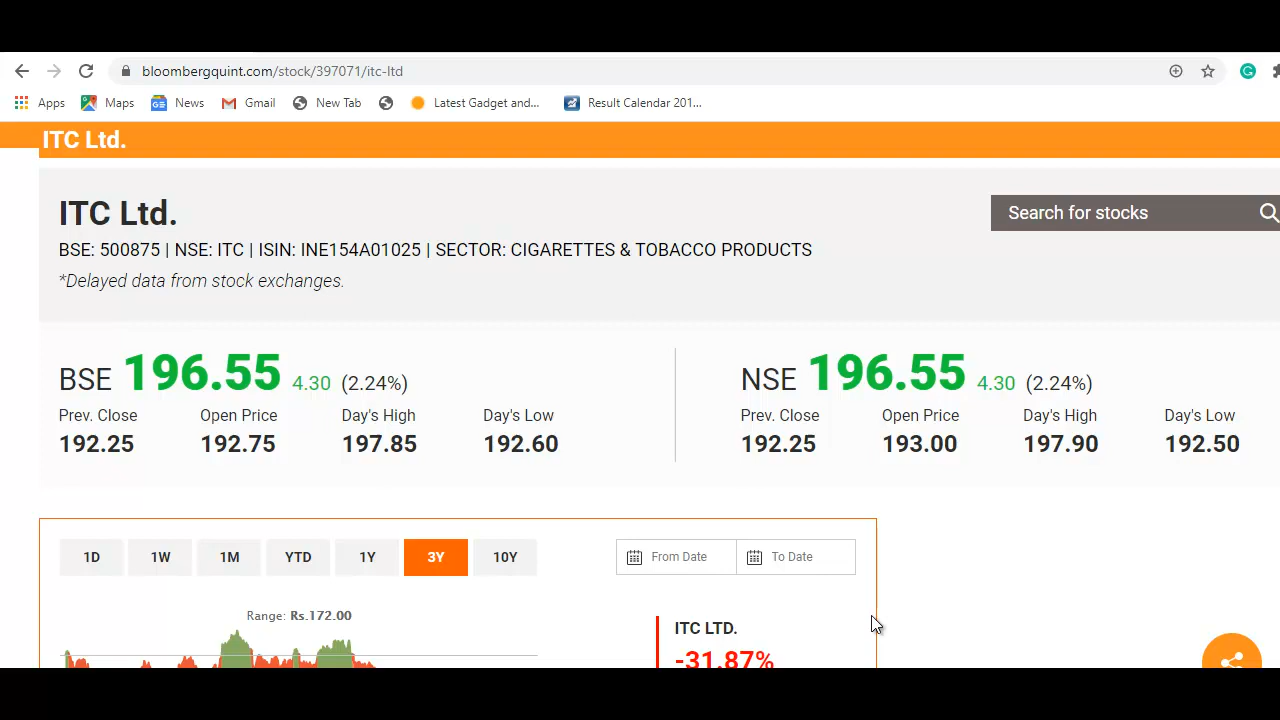 bloombergquint.com/stock/397071/itc-ltd
Apps Maps News Gmail New Tab Latest Gadget and... Result Calendar 201...
ITC Ltd.
ITC Ltd.
Search for stocks
BSE: 500875 | NSE: ITC | ISIN: INE154A01025 | SECTOR: CIGARETTES & TOBACCO PRODUCTS
*Delayed data from stock exchanges.
BSE 196.55 4.30 (2.24%)
Prev. Close Open Price Day's High Day's Low
192.25 192.75 197.85 192.60
NSE 196.55 4.30 (2.24%)
Prev. Close Open Price Day's High Day's Low
192.25 193.00 197.90 192.50
1D 1W 1M YTD 1Y 3Y 10Y From Date To Date
Range: Rs.172.00
ITC LTD.
-31.87%